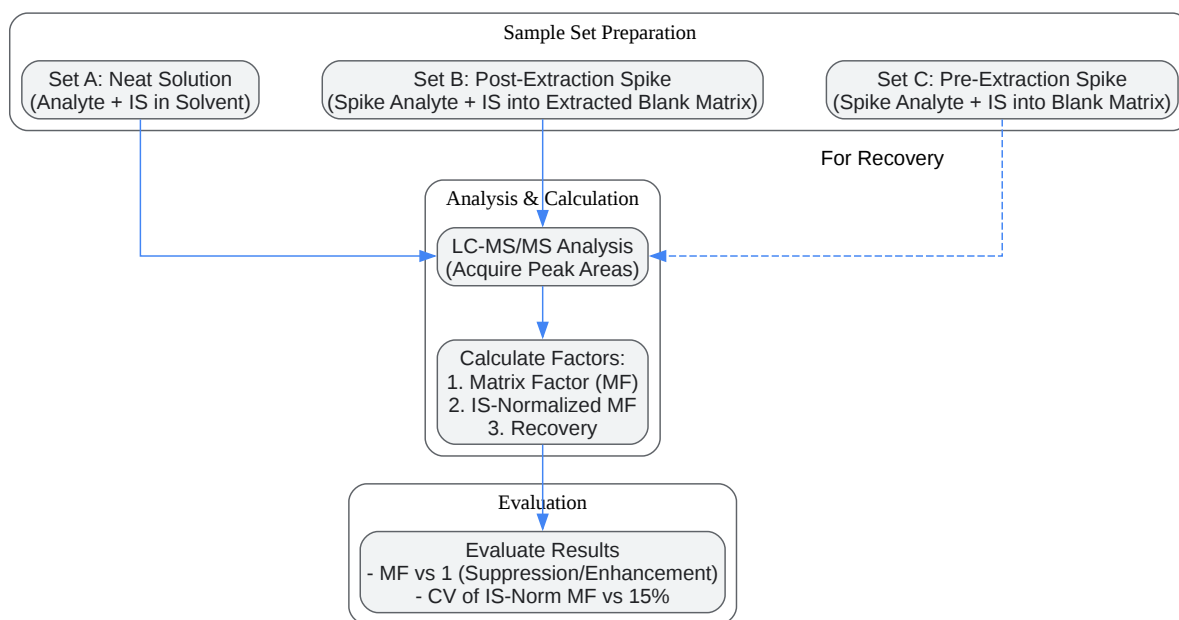 Sample Set Preparation
Set A: Neat Solution
(Analyte + IS in Solvent)
Set B: Post-Extraction Spike
(Spike Analyte + IS into Extracted Blank Matrix)
Set C: Pre-Extraction Spike
(Spike Analyte + IS into Blank Matrix)
For Recovery
Analysis & Calculation
LC-MS/MS Analysis
(Acquire Peak Areas)
Calculate Factors:
1. Matrix Factor (MF)
2. IS-Normalized MF
3. Recovery
Evaluation
Evaluate Results
- MF vs 1 (Suppression/Enhancement)
- CV of IS-Norm MF vs 15%